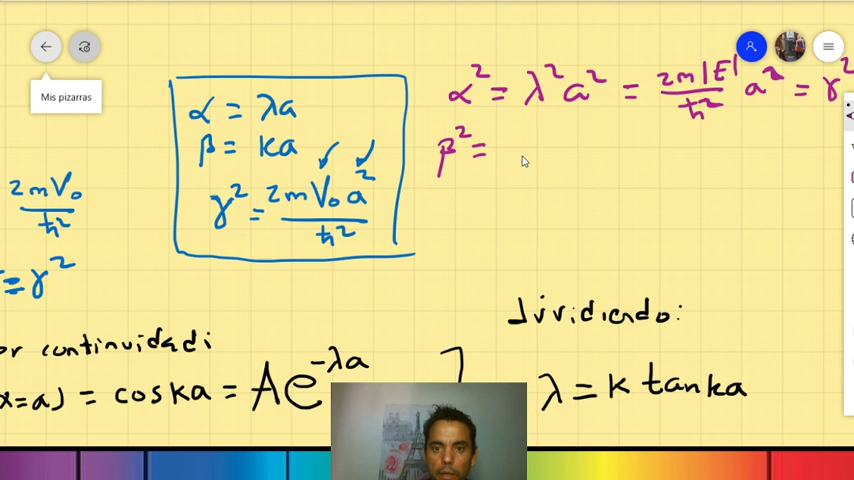 Mis pizarras
α = λa
β = ka
γ² = 2mV₀a² / ħ²
α² = λ²a² = 2m|E| / ħ² a² = γ²
β² =
2mV₀ / ħ²
= γ²
or continuidad:
x=a) = coska = Ae^(-λa)
Dividiendo:
λ = k tanka